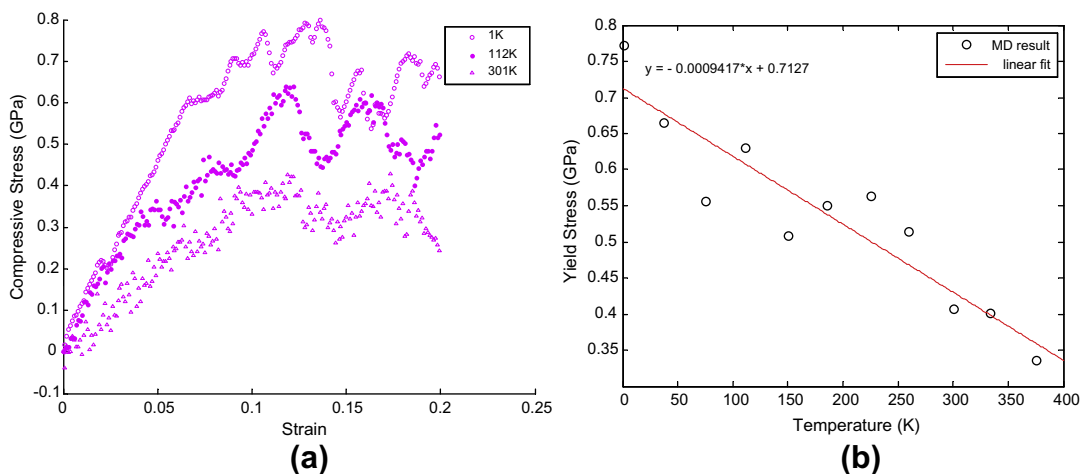 0.8
0.7
0.6
0.5
0.4
0.3
0.2
0.1
0
-0.1
Compressive Stress (GPa)
1K
112K
301K
0
0.05
0.1
0.15
0.2
0.25
Strain
(a)
0.8
0.75
0.7
0.65
0.6
0.55
0.5
0.45
0.4
0.35
Yield Stress (GPa)
MD result
linear fit
y = - 0.0009417*x + 0.7127
0
50
100
150
200
250
300
350
400
Temperature (K)
(b)